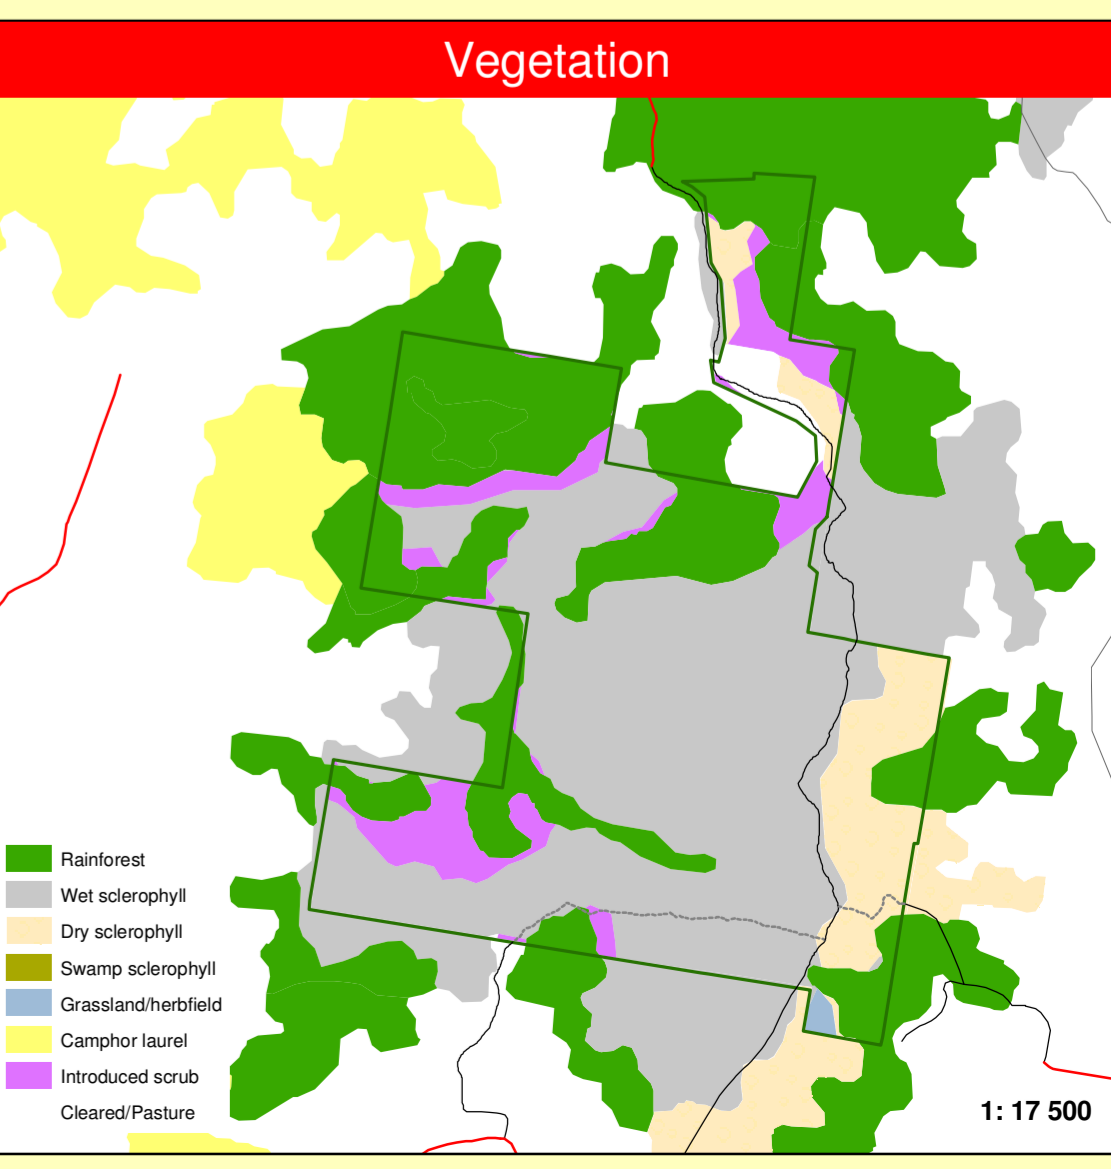 Vegetation
Rainforest
Wet sclerophyll
Dry sclerophyll
Swamp sclerophyll
Grassland/herbfield
Camphor laurel
Introduced scrub
Cleared/Pasture
1: 17 500